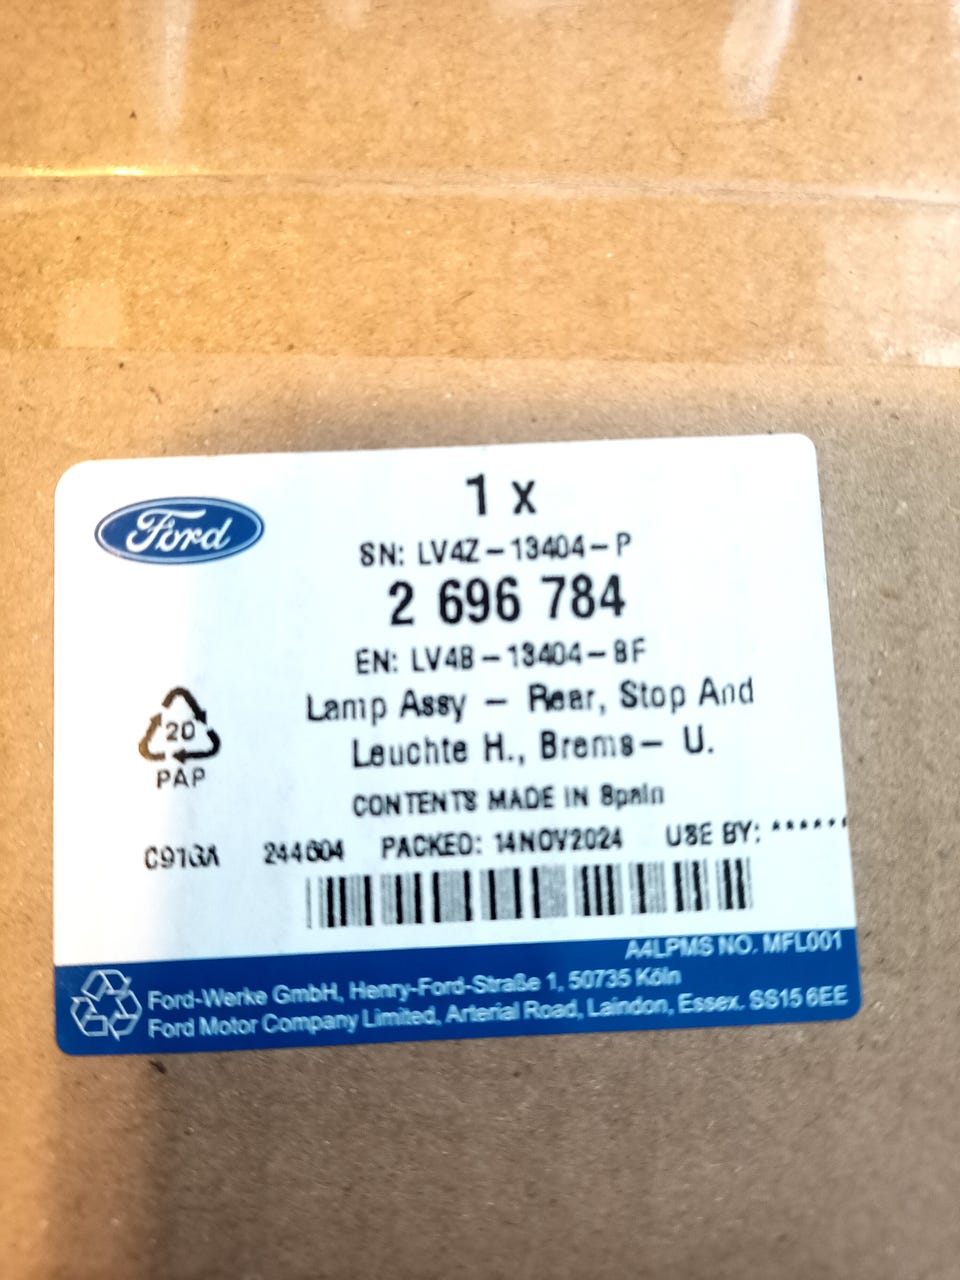 Ford
1 x
SN: LV4Z-13404-P
2 696 784
EN: LV4B-13404-BF
Lamp Assy - Rear, Stop And
Leuchte H., Brems- U.
20
PAP
CONTENTS MADE IN Spain
PACKED: 14NOV2024 USE BY: ******
A4LPMS NO. MFL001
Ford-Werke GmbH, Henry-Ford-Straße 1, 50735 Köln
Ford Motor Company Limited, Arterial Road, Laindon, Essex. SS15 6EE